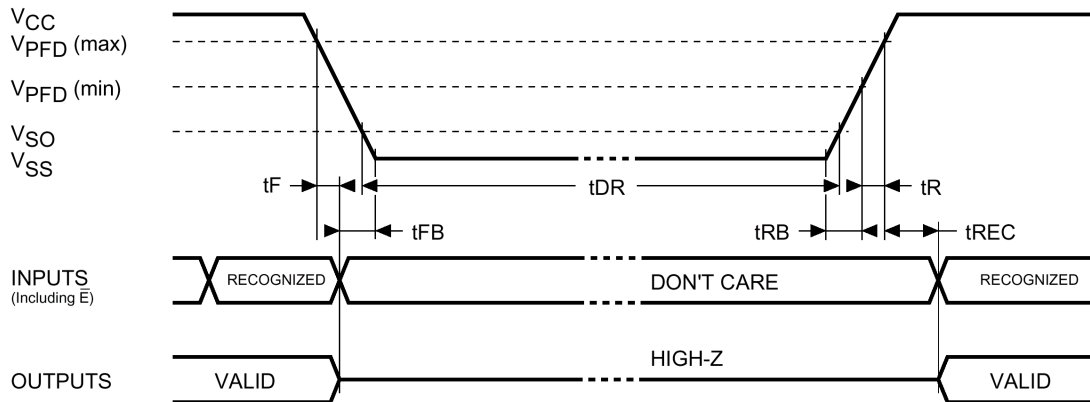 VCC
VPFD (max)
VPFD (min)
VSO
VSS
tF
tDR
tR
tFB
tRB
tREC
INPUTS
(Including E̅)
RECOGNIZED
DON'T CARE
RECOGNIZED
HIGH-Z
OUTPUTS
VALID
VALID